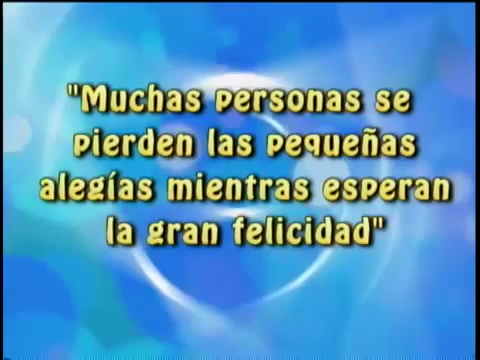 "Muchas personas se
pierden las pequeñas
alegías mientras esperan
la gran felicidad"